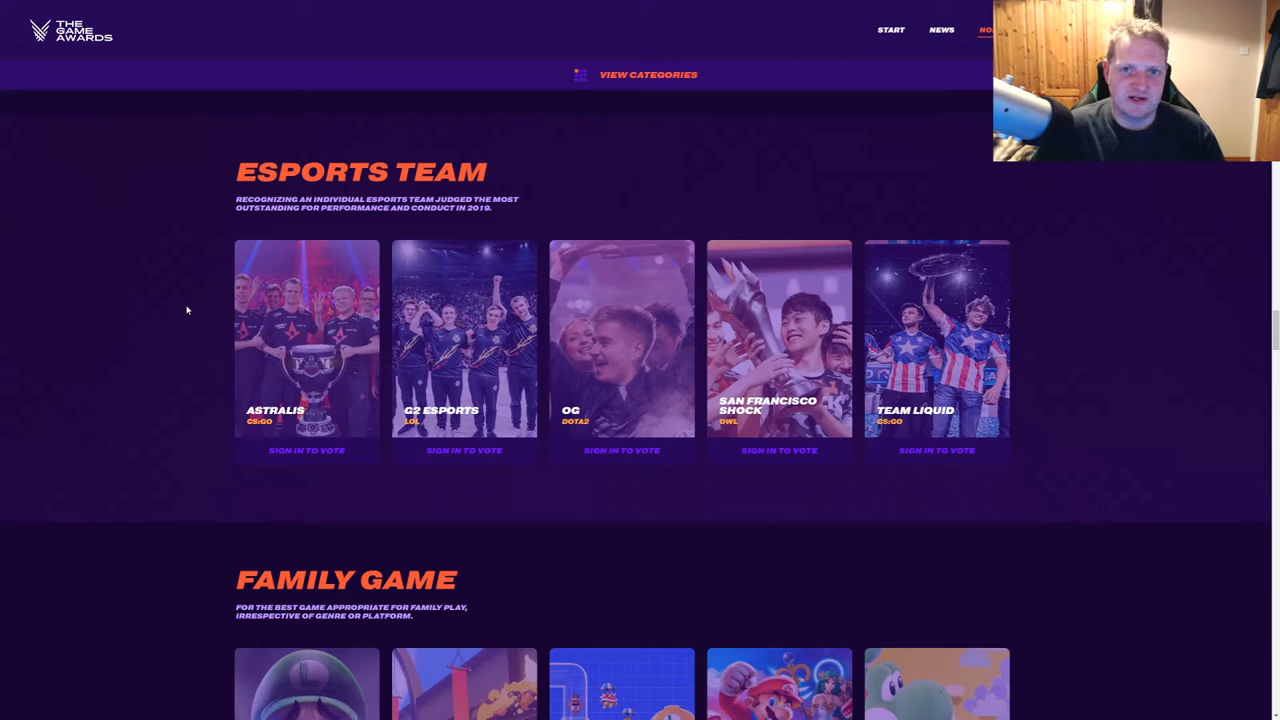 THE
GAME
AWARDS
START
NEWS
VIEW CATEGORIES
ESPORTS TEAM
RECOGNIZING AN INDIVIDUAL ESPORTS TEAM JUDGED THE MOST
OUTSTANDING FOR PERFORMANCE AND CONDUCT IN 2019.
ASTRALIS
CS:GO
SIGN IN TO VOTE
G2 ESPORTS
LOL
SIGN IN TO VOTE
OG
DOTA2
SIGN IN TO VOTE
SAN FRANCISCO
SHOCK
OWL
SIGN IN TO VOTE
TEAM LIQUID
CS:GO
SIGN IN TO VOTE
FAMILY GAME
FOR THE BEST GAME APPROPRIATE FOR FAMILY PLAY,
IRRESPECTIVE OF GENRE OR PLATFORM.
L